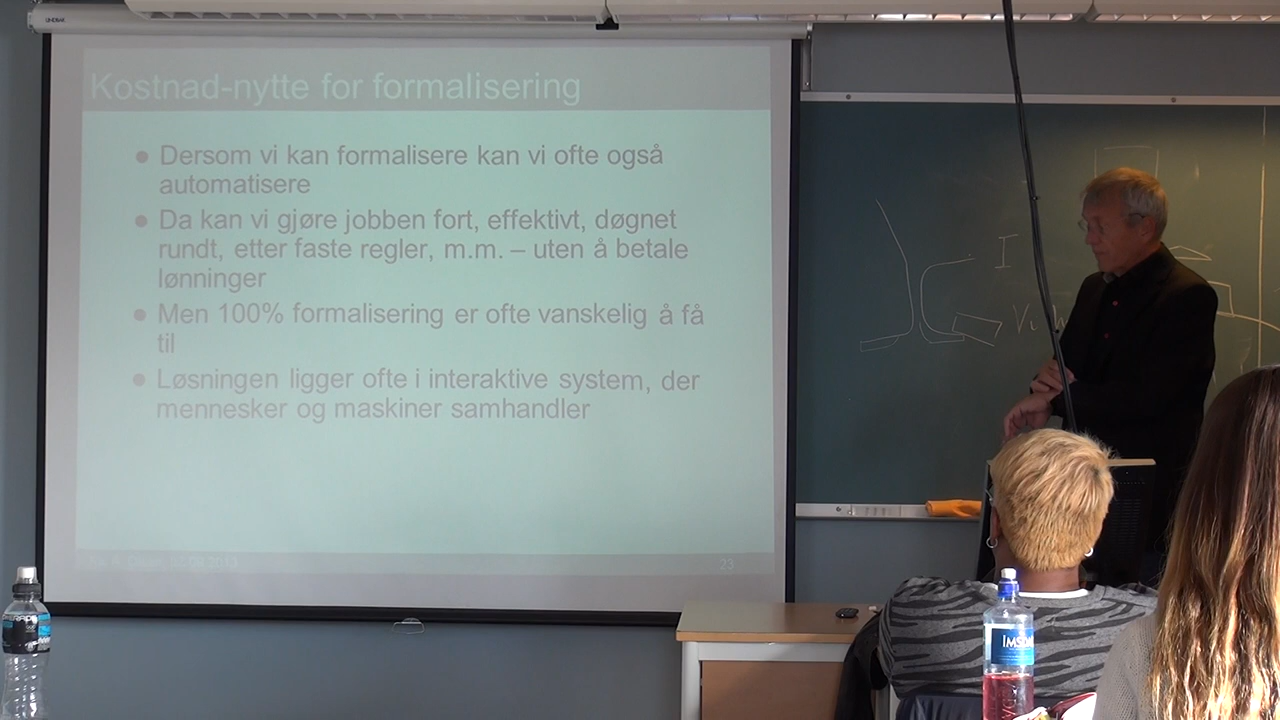 LINDBAK
Kostnad-nytte for formalisering
● Dersom vi kan formalisere kan vi ofte også
automatisere
● Da kan vi gjøre jobben fort, effektivt, døgnet
rundt, etter faste regler, m.m. – uten å betale
lønninger
● Men 100% formalisering er ofte vanskelig å få
til
● Løsningen ligger ofte i interaktive system, der
mennesker og maskiner samhandler
23
I